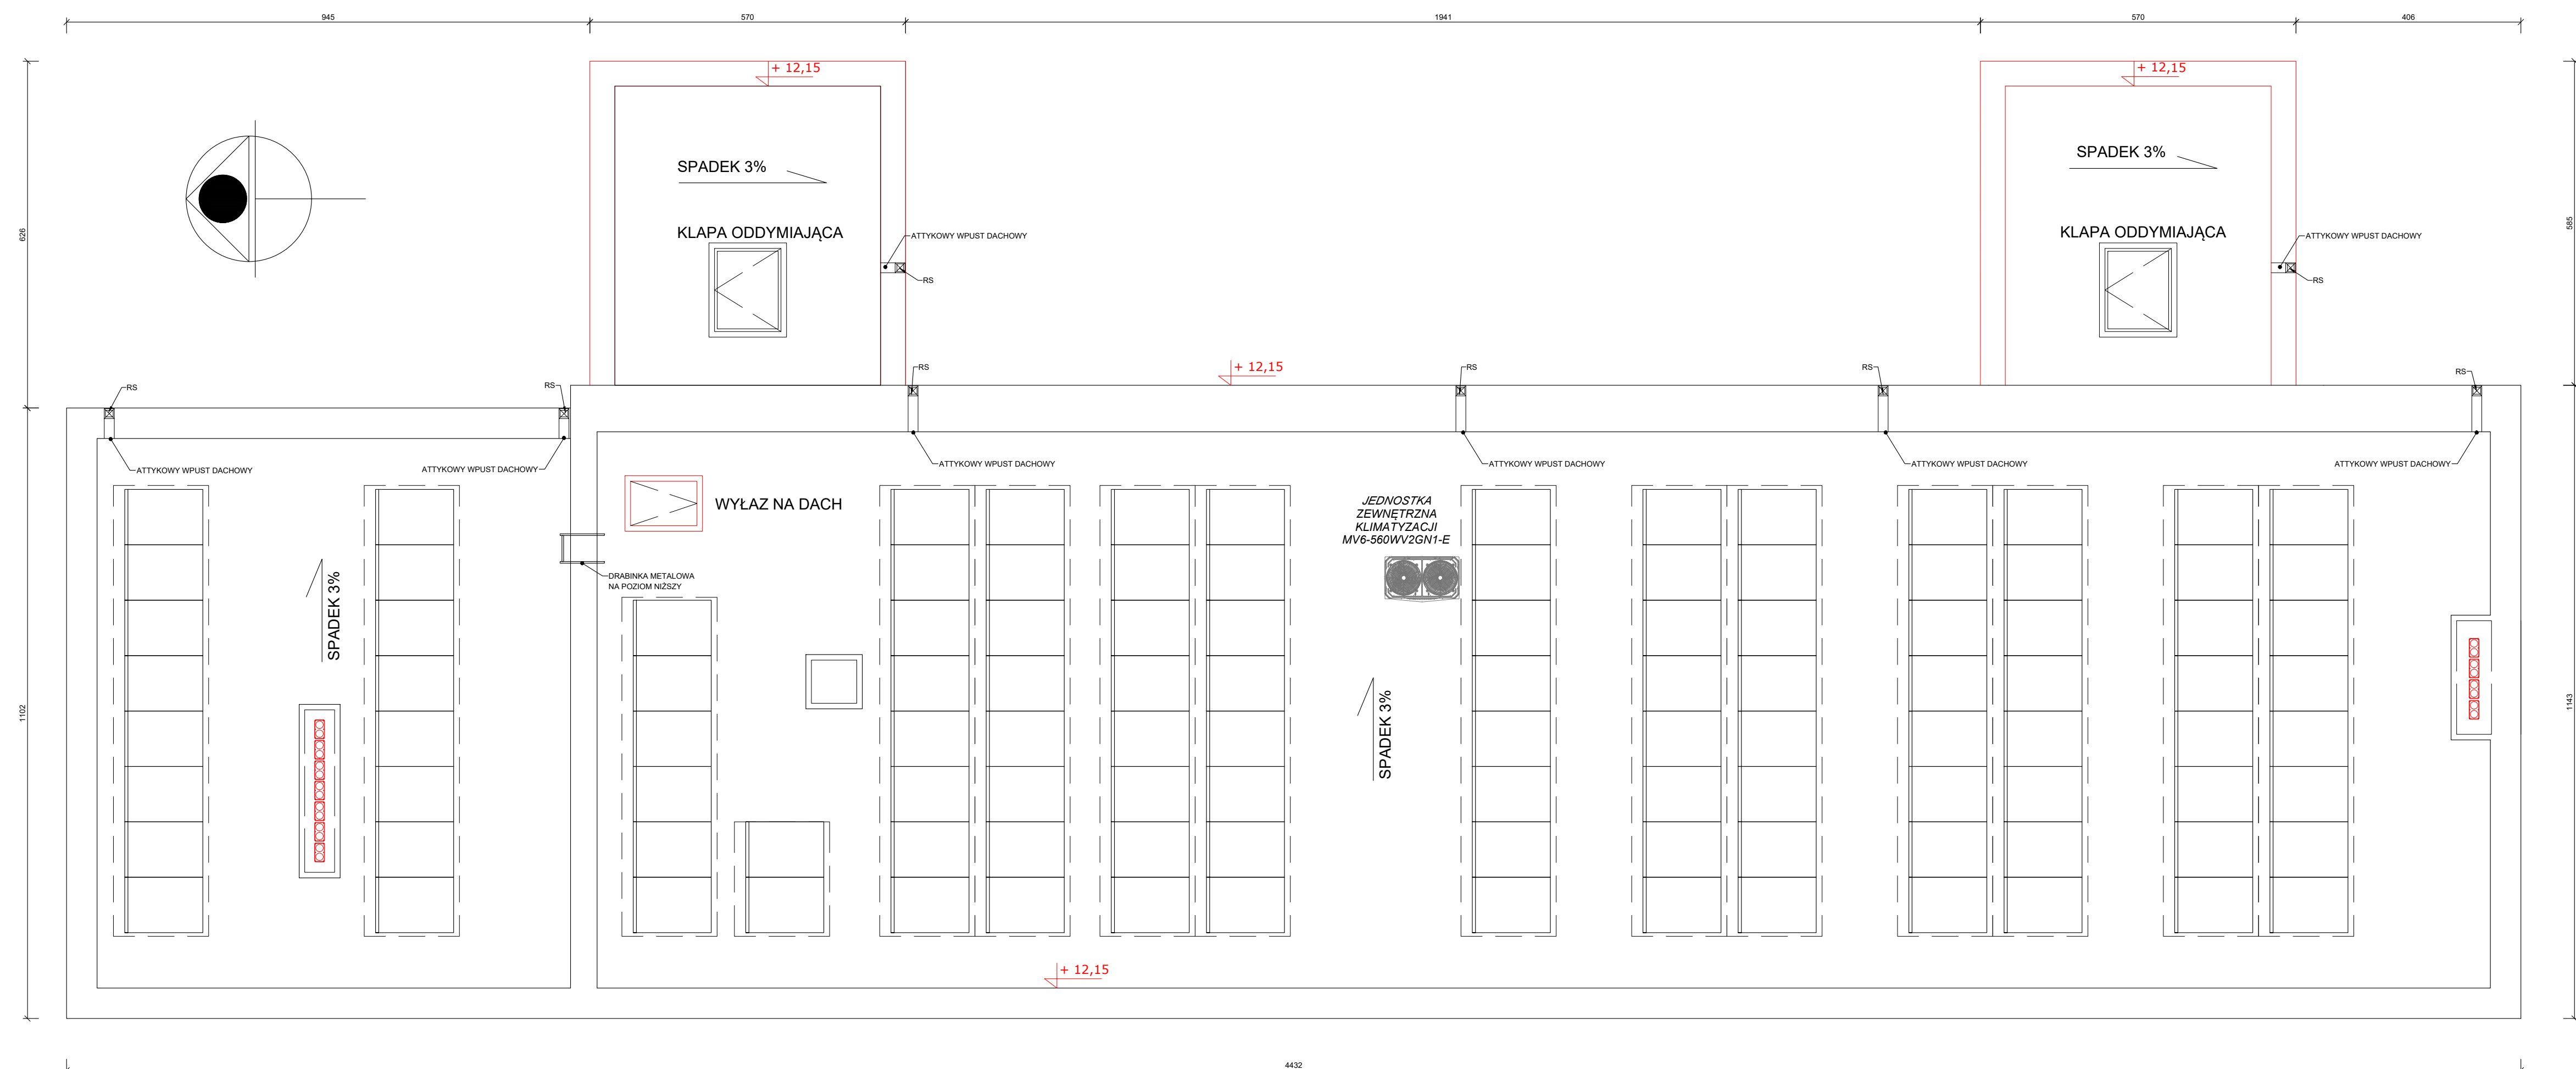 945
570
1941
570
406
+ 12,15
+ 12,15
SPADEK 3%
SPADEK 3%
626
585
KLAPA ODDYMIAJĄCA
KLAPA ODDYMIAJĄCA
ATTYKOWY WPUST DACHOWY
ATTYKOWY WPUST DACHOWY
RS
RS
+ 12,15
RS
RS
RS
RS
RS
RS
ATTYKOWY WPUST DACHOWY
ATTYKOWY WPUST DACHOWY
ATTYKOWY WPUST DACHOWY
ATTYKOWY WPUST DACHOWY
ATTYKOWY WPUST DACHOWY
ATTYKOWY WPUST DACHOWY
WYŁAZ NA DACH
JEDNOSTKA
ZEWNĘTRZNA
KLIMATYZACJI
MV6-560WV2GN1-E
DRABINKA METALOWA
NA POZIOM NIŻSZY
SPADEK 3%
SPADEK 3%
1102
1143
+ 12,15
4432